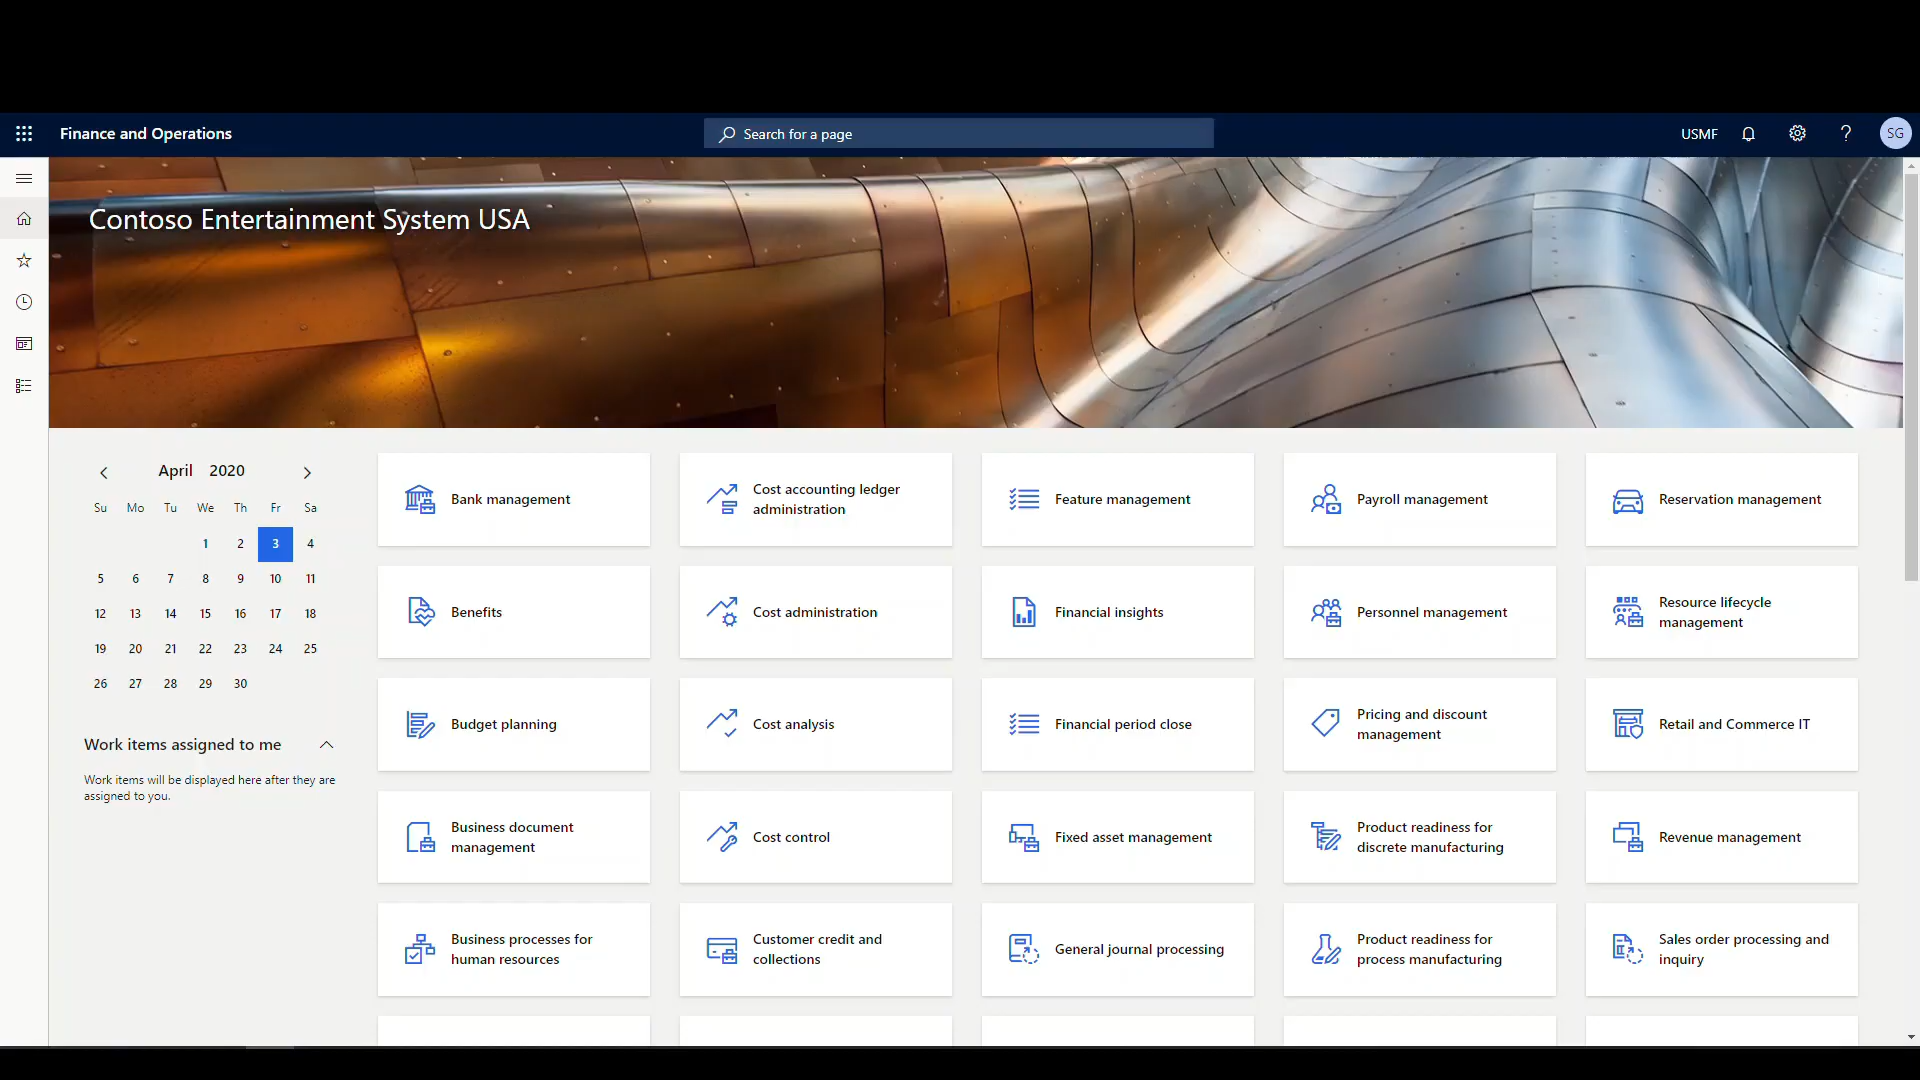 Finance and Operations
Search for a page
USMF
SG
Contoso Entertainment System USA
April 2020
Su Mo Tu We Th Fr Sa
1 2 3 4
5 6 7 8 9 10 11
12 13 14 15 16 17 18
19 20 21 22 23 24 25
26 27 28 29 30
Work items assigned to me
Work items will be displayed here after they are
assigned to you.
Bank management
Cost accounting ledger
administration
Feature management
Payroll management
Reservation management
Benefits
Cost administration
Financial insights
Personnel management
Resource lifecycle
management
Budget planning
Cost analysis
Financial period close
Pricing and discount
management
Retail and Commerce IT
Business document
management
Cost control
Fixed asset management
Product readiness for
discrete manufacturing
Revenue management
Business processes for
human resources
Customer credit and
collections
General journal processing
Product readiness for
process manufacturing
Sales order processing and
inquiry